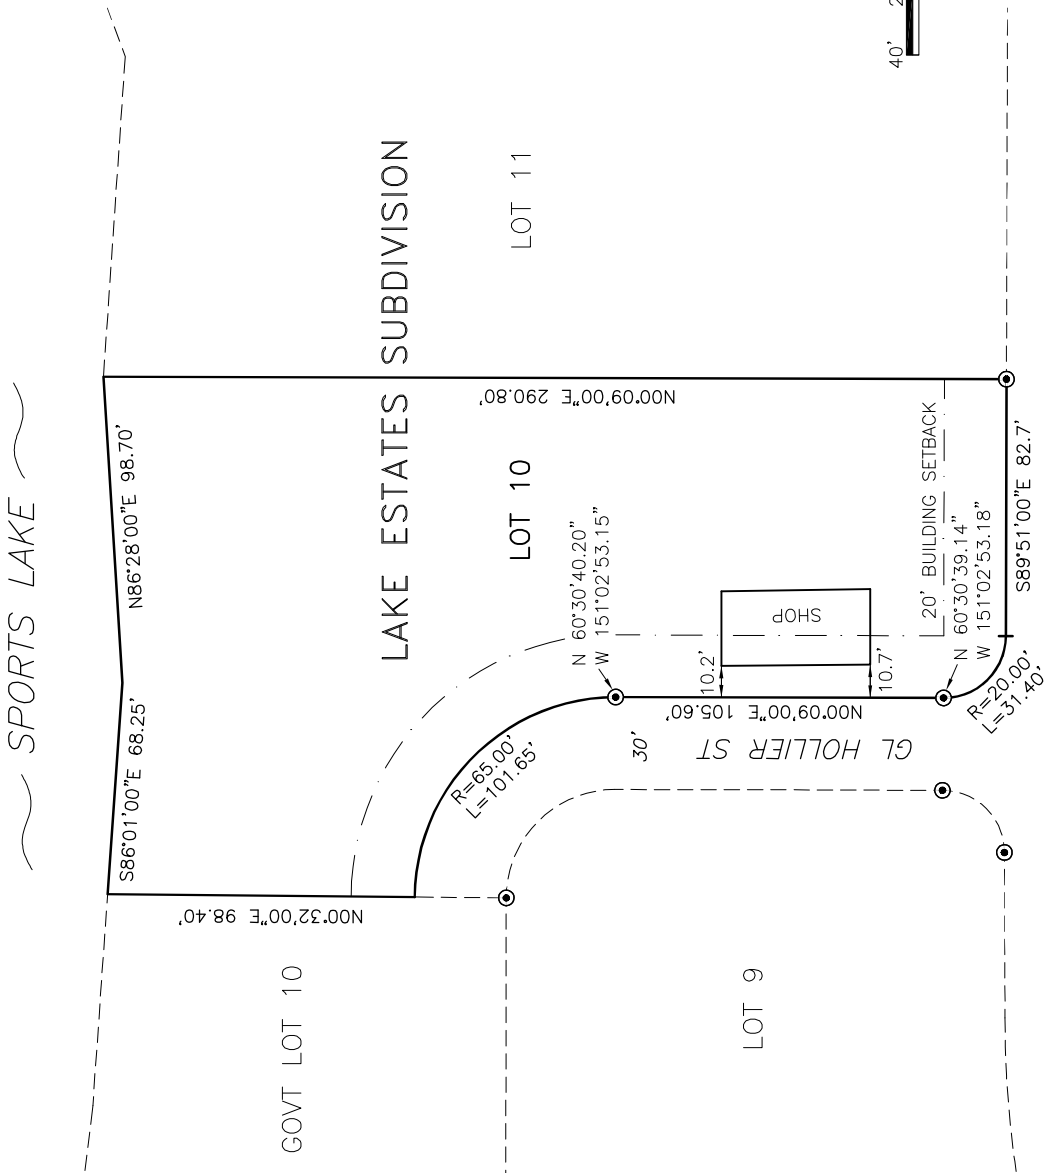 SPORTS LAKE
S86°01'00"E 68.25'
N86°28'00"E 98.70'
N00°32'00"E 98.40'
GOVT LOT 10
LAKE ESTATES SUBDIVISION
LOT 10
LOT 11
N00°09'00"E 290.80'
R=65.00'
L=101.65'
N 60°30'40.20"
W 151°02'53.15"
30'
GL HOLLIER ST
N00°09'00"E 105.60'
10.2'
SHOP
10.7'
LOT 9
20' BUILDING SETBACK
N 60°30'39.14"
W 151°02'53.18"
R=20.00'
L=31.40'
S89°51'00"E 82.7'
40'